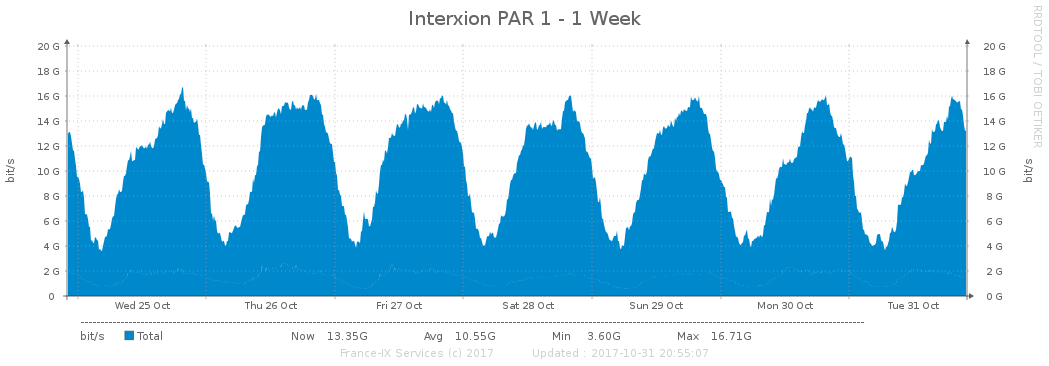 Interxion PAR 1 - 1 Week
RRDTOOL / TOBI OETIKER
bit/s
20 G 20 G
18 G 18 G
16 G 16 G
14 G 14 G
12 G 12 G
10 G 10 G
8 G 8 G
6 G 6 G
4 G 4 G
2 G 2 G
0 0 G
bit/s
Wed 25 Oct Thu 26 Oct Fri 27 Oct Sat 28 Oct Sun 29 Oct Mon 30 Oct Tue 31 Oct
bit/s Total Now 13.35G Avg 10.55G Min 3.60G Max 16.71G
France-IX Services (c) 2017 Updated : 2017-10-31 20:55:07